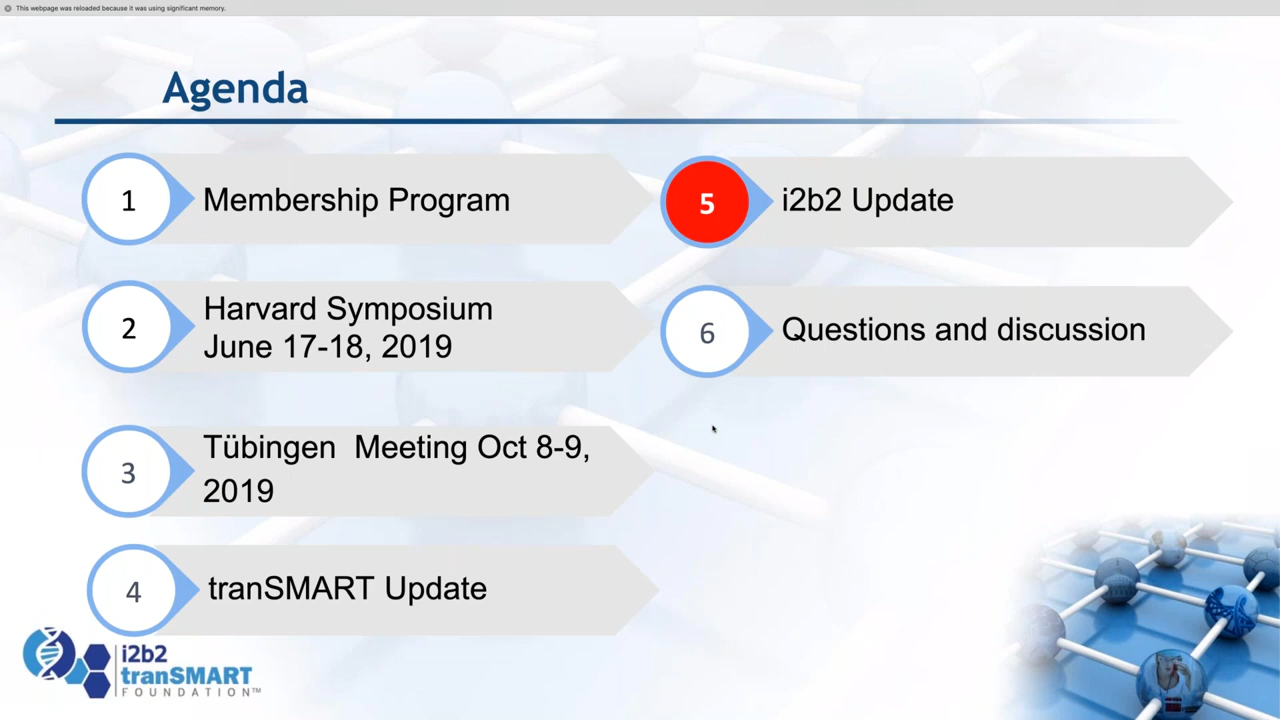 This webpage was reloaded because it was using significant memory.
Agenda
1
Membership Program
2
Harvard Symposium
June 17-18, 2019
3
Tübingen  Meeting Oct 8-9,
2019
4
tranSMART Update
5
i2b2 Update
6
Questions and discussion
i2b2
tranSMART
FOUNDATION™